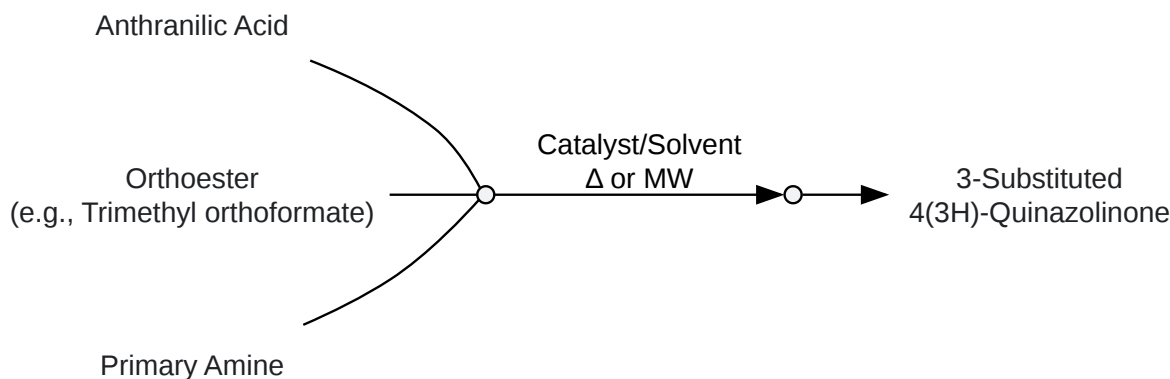 Anthranilic Acid
Orthoester
(e.g., Trimethyl orthoformate)
Primary Amine
Catalyst/Solvent
Δ or MW
3-Substituted
4(3H)-Quinazolinone